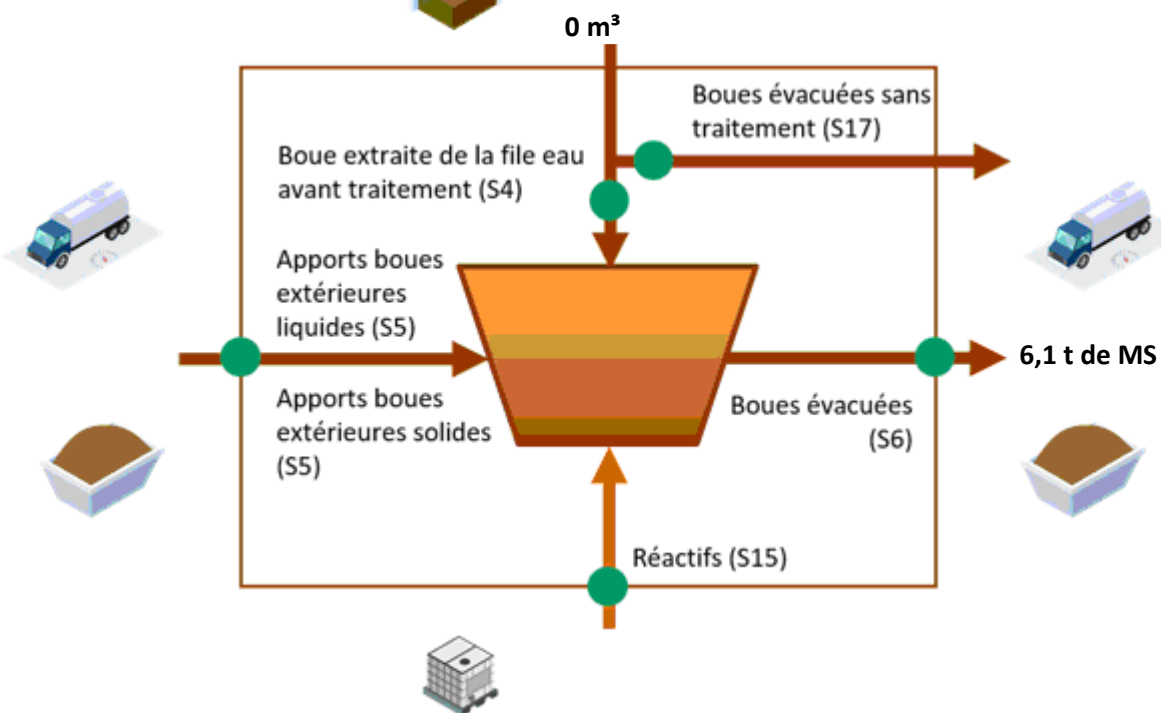 0 m³
Boues évacuées sans
traitement (S17)
Boue extraite de la file eau
avant traitement (S4)
Apports boues
extérieures
liquides (S5)
6,1 t de MS
Apports boues
extérieures solides
(S5)
Boues évacuées
(S6)
Réactifs (S15)